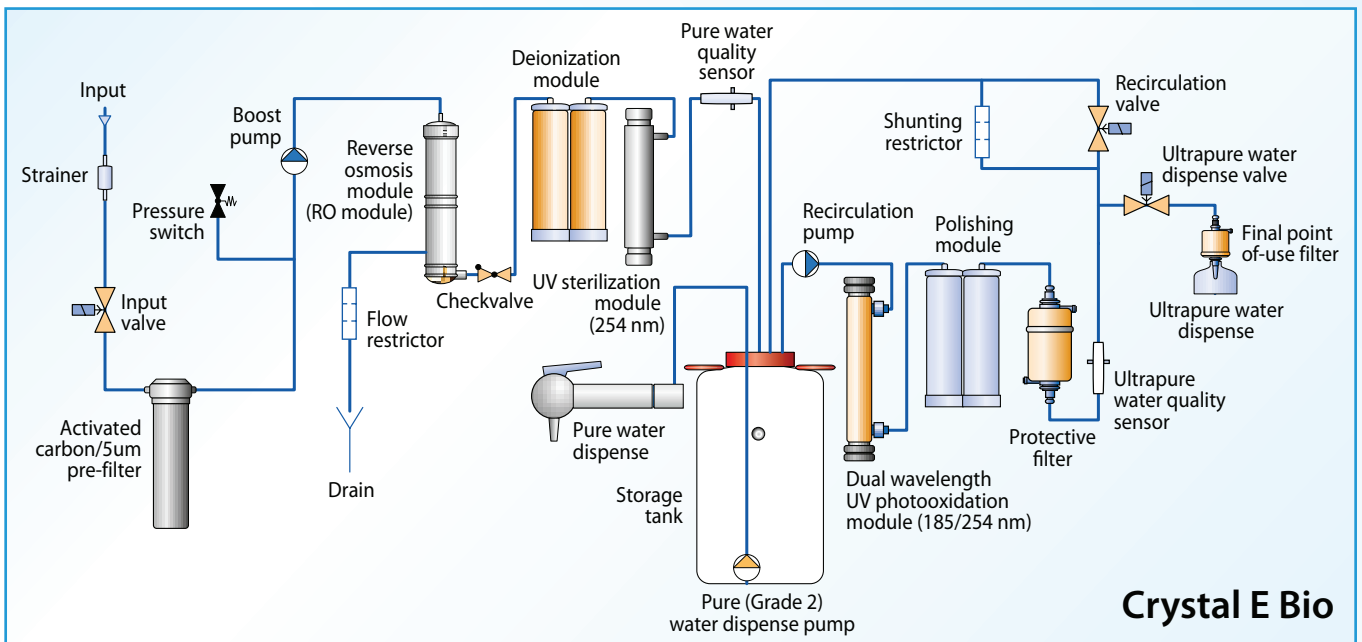 Input
Strainer
Pressure
switch
Input
valve
Activated
carbon/5um
pre-filter
Boost
pump
Reverse
osmosis
module
(RO module)
Flow
restrictor
Drain
Checkvalve
Deionization
module
UV sterilization
module
(254 nm)
Pure water
quality
sensor
Pure water
dispense
Storage
tank
Pure (Grade 2)
water dispense pump
Recirculation
pump
Dual wavelength
UV photooxidation
module (185/254 nm)
Polishing
module
Protective
filter
Ultrapure
water quality
sensor
Shunting
restrictor
Recirculation
valve
Ultrapure water
dispense valve
Final point
of-use filter
Ultrapure water
dispense
Crystal E Bio